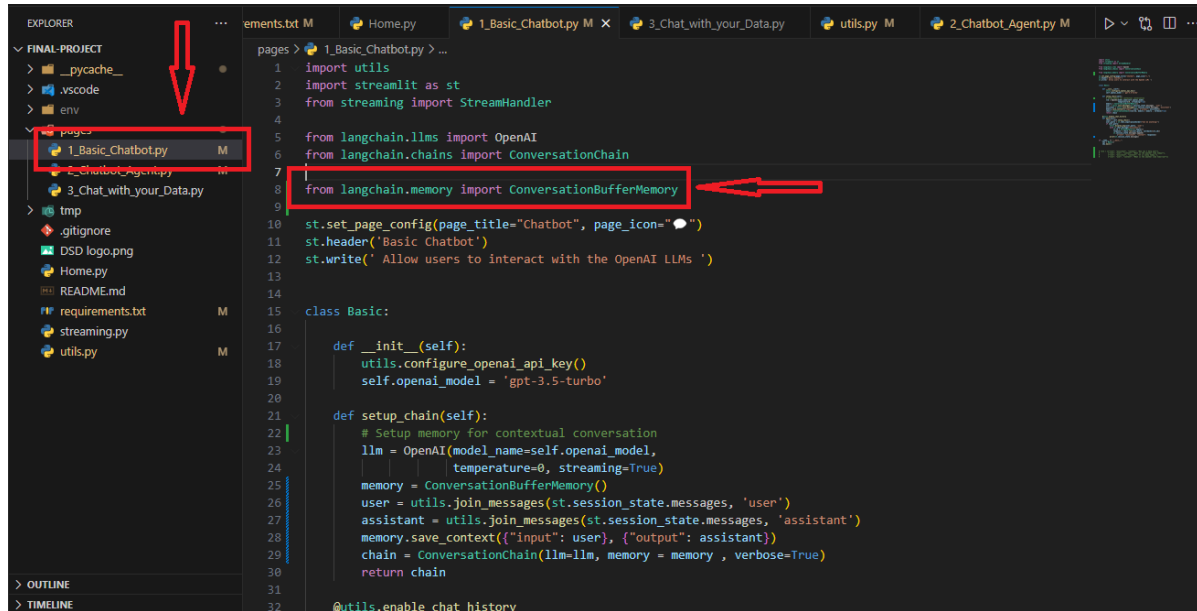 EXPLORER
FINAL-PROJECT
__pycache__
.vscode
env
pages
1_Basic_Chatbot.py M
2_Chatbot_Agent.py M
3_Chat_with_your_Data.py
tmp
.gitignore
DSD logo.png
Home.py
README.md
requirements.txt M
streaming.py
utils.py M
OUTLINE
TIMELINE
rements.txt M Home.py 1_Basic_Chatbot.py M 3_Chat_with_your_Data.py utils.py M 2_Chatbot_Agent.py M
pages > 1_Basic_Chatbot.py > ...
1 import utils
2 import streamlit as st
3 from streaming import StreamHandler
4
5 from langchain.llms import OpenAI
6 from langchain.chains import ConversationChain
7
8 from langchain.memory import ConversationBufferMemory
9
10 st.set_page_config(page_title="Chatbot", page_icon="💬")
11 st.header('Basic Chatbot')
12 st.write(' Allow users to interact with the OpenAI LLMs ')
13
14
15 class Basic:
16
17 def __init__(self):
18 utils.configure_openai_api_key()
19 self.openai_model = 'gpt-3.5-turbo'
20
21 def setup_chain(self):
22 # Setup memory for contextual conversation
23 llm = OpenAI(model_name=self.openai_model,
24 temperature=0, streaming=True)
25 memory = ConversationBufferMemory()
26 user = utils.join_messages(st.session_state.messages, 'user')
27 assistant = utils.join_messages(st.session_state.messages, 'assistant')
28 memory.save_context({"input": user}, {"output": assistant})
29 chain = ConversationChain(llm=llm, memory = memory , verbose=True)
30 return chain
31
32 @utils.enable_chat_history